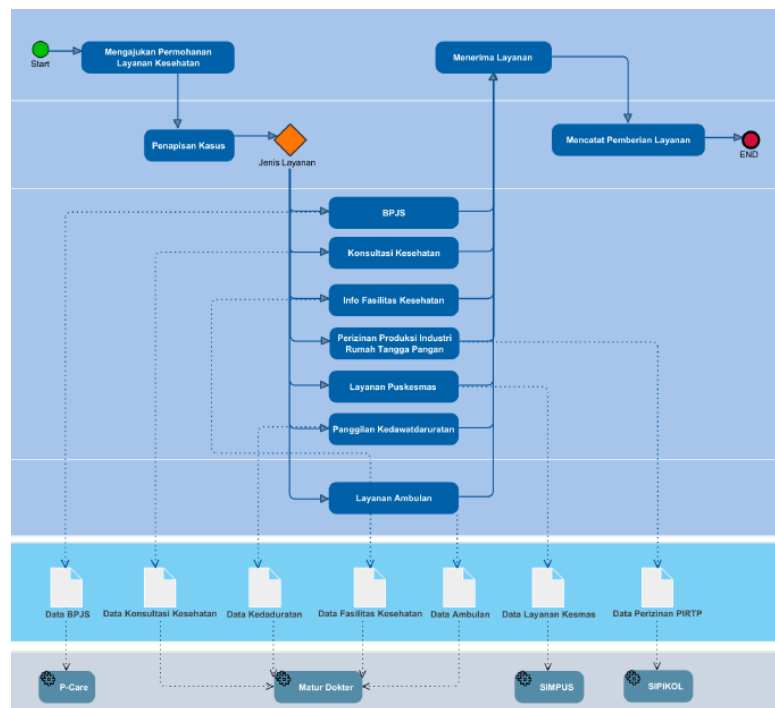 Start
Mengajukan Permohanan
Layanan Kesehatan
Menerima Layanan
Penapisan Kasus
Jenis Layanan
Mencatat Pemberian Layanan
END
BPJS
Konsultasi Kesehatan
Info Fasilitas Kesehatan
Perizinan Produksi Industri
Rumah Tangga Pangan
Layanan Puskesmas
Panggilan Kedawatdaruratan
Layanan Ambulan
Data BPJS
Data Konsultasi Kesehatan
Data Kedaduratan
Data Fasilitas Kesehatan
Data Ambulan
Data Layanan Kesmas
Data Perizinan PIRTP
P-Care
Matur Dokter
SIMPUS
SIPIKOL